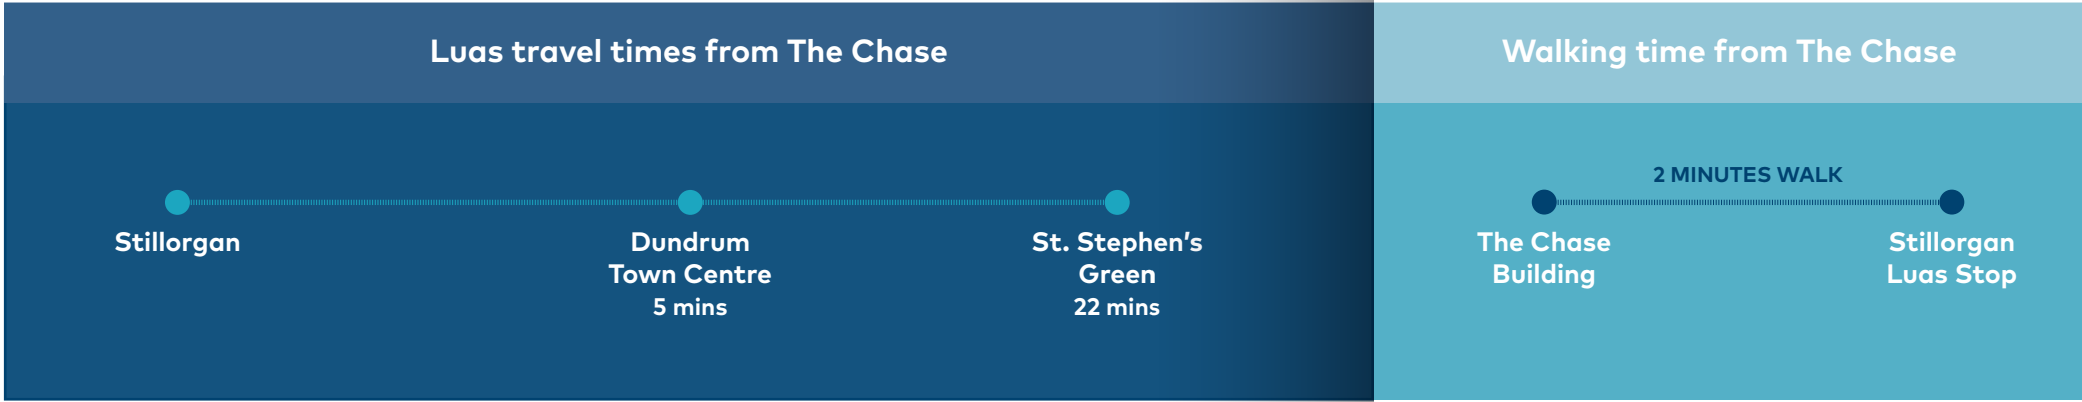 Luas travel times from The Chase
Stillorgan
Dundrum
Town Centre
5 mins
St. Stephen's
Green
22 mins
Walking time from The Chase
2 MINUTES WALK
The Chase
Building
Stillorgan
Luas Stop